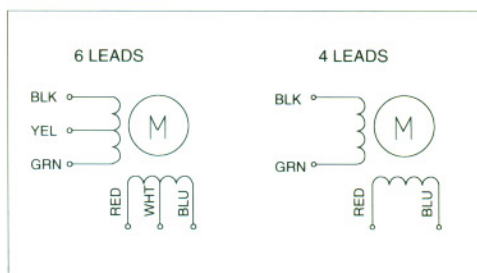 6 LEADS
BLK
YEL
GRN
M
RED
WHT
BLU
4 LEADS
BLK
GRN
M
RED
BLU